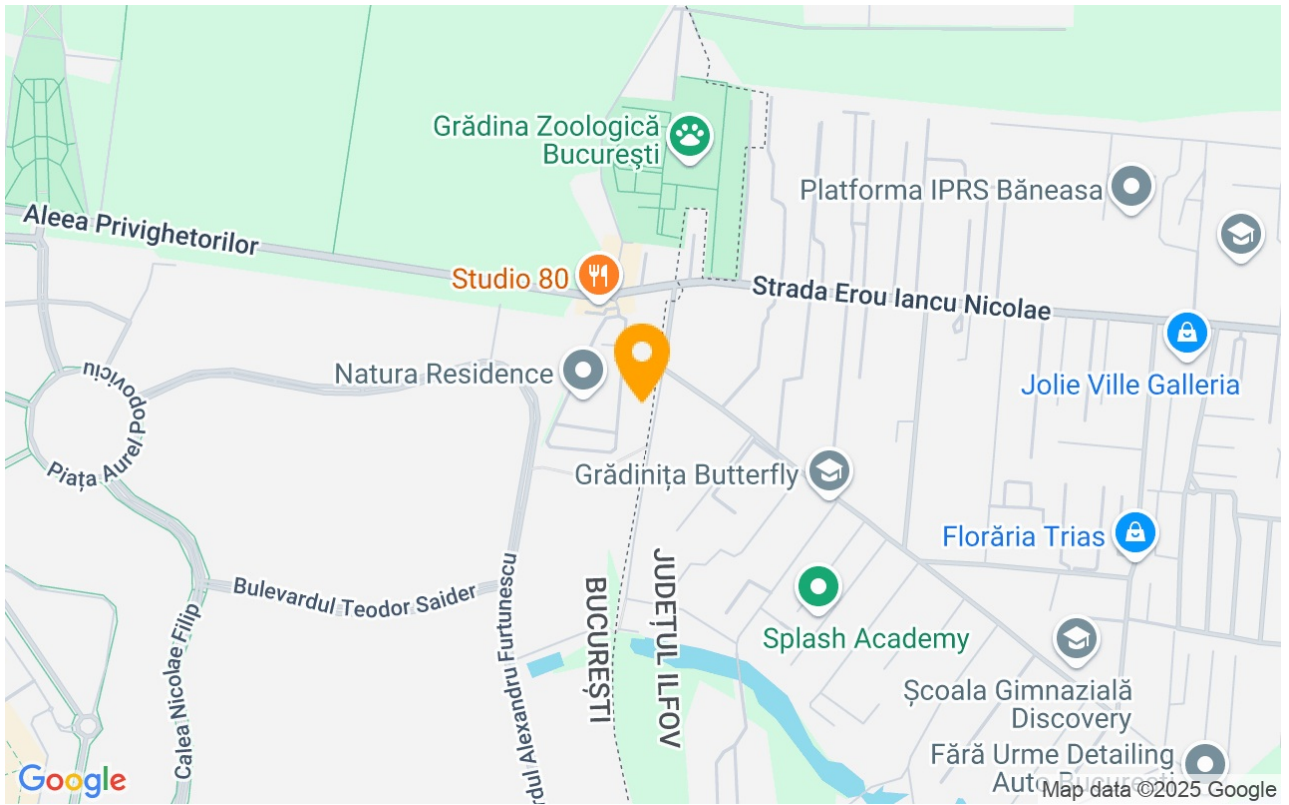 Grădina Zoologică
București
Platforma IPRS Băneasa
Aleea Privighetorilor
Studio 80
Strada Erou Iancu Nicolae
Natura Residence
Jolie Ville Galleria
Piața Aurel Popoviciu
Grădinița Butterfly
Florăria Trias
Bulevardul Teodor Saider
JUDEȚUL ILFOV
BUCUREȘTI
Calea Nicolae Filip
rdul Alexandru Furtunescu
Splash Academy
Școala Gimnazială
Discovery
Fără Urme Detailing
Auto București
Google
Map data ©2025 Google